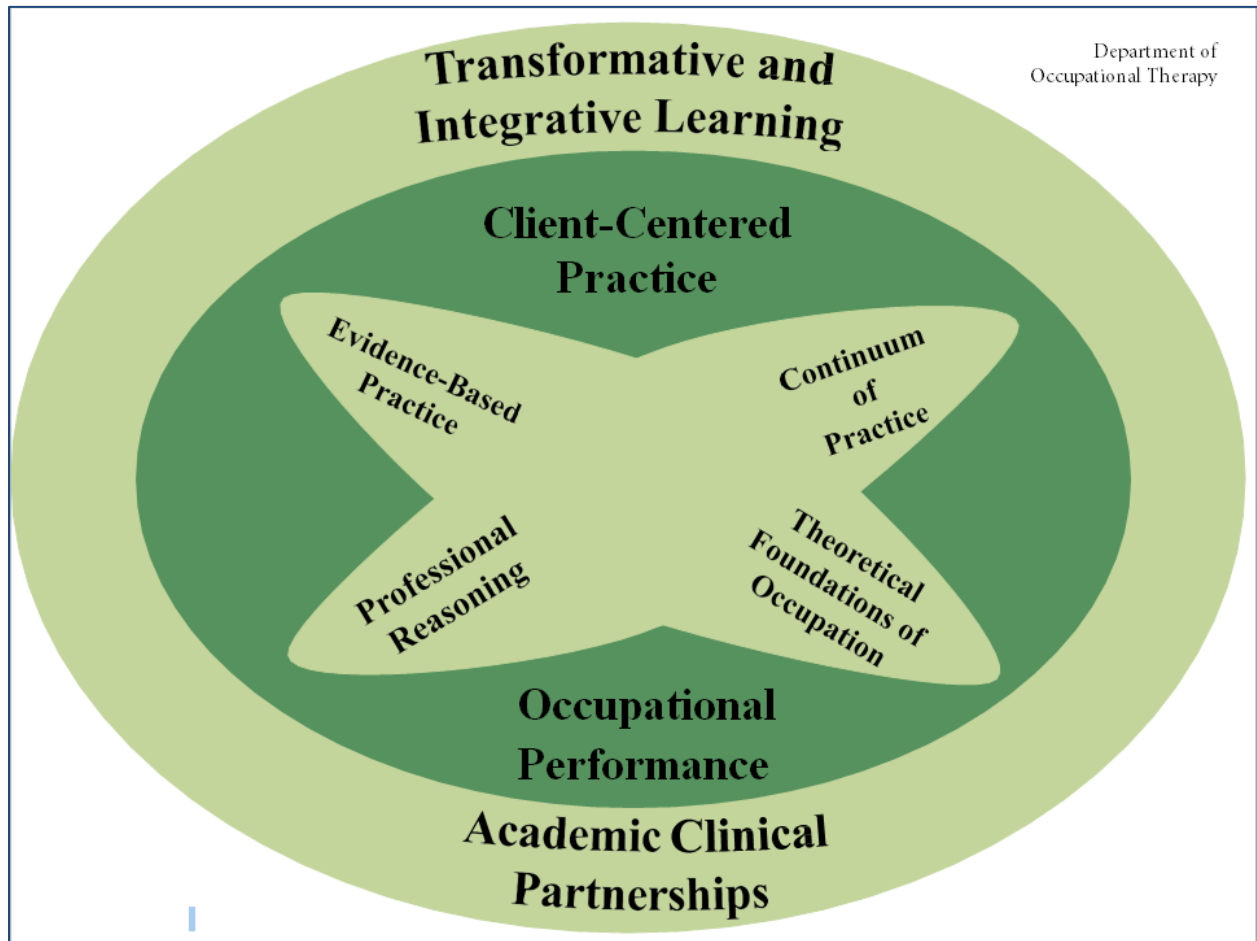 Department of
Occupational Therapy
Transformative and
Integrative Learning
Client-Centered
Practice
Evidence-Based
Practice
Continuum
of
Practice
Professional
Reasoning
Theoretical
Foundations of
Occupation
Occupational
Performance
Academic Clinical
Partnerships